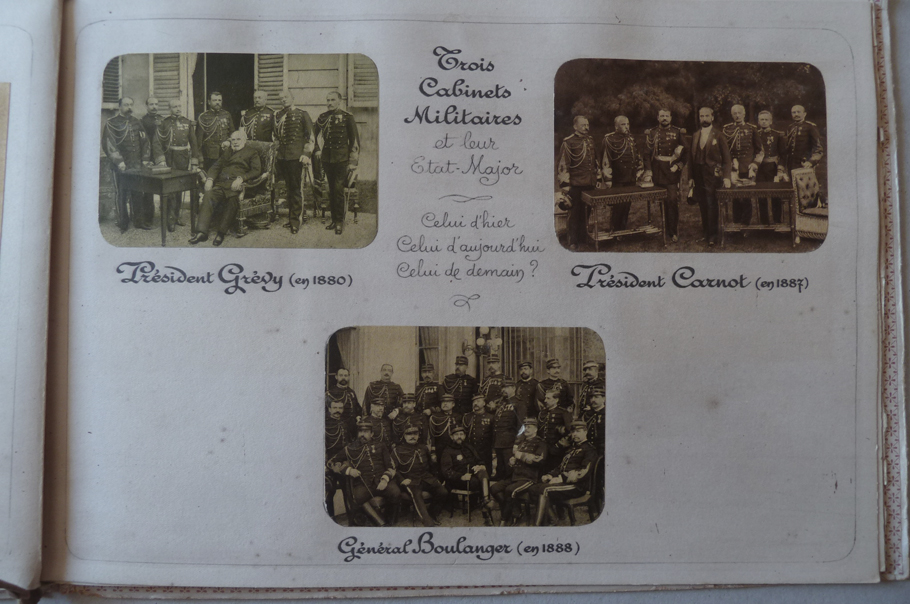 Trois
Cabinets
Militaires
et leur
Etat-Major
Celui d'hier
Celui d'aujourd'hui
Celui de demain?
Président Grévy (en 1880)
Président Carnot (en 1887)
Général Boulanger (en 1888)